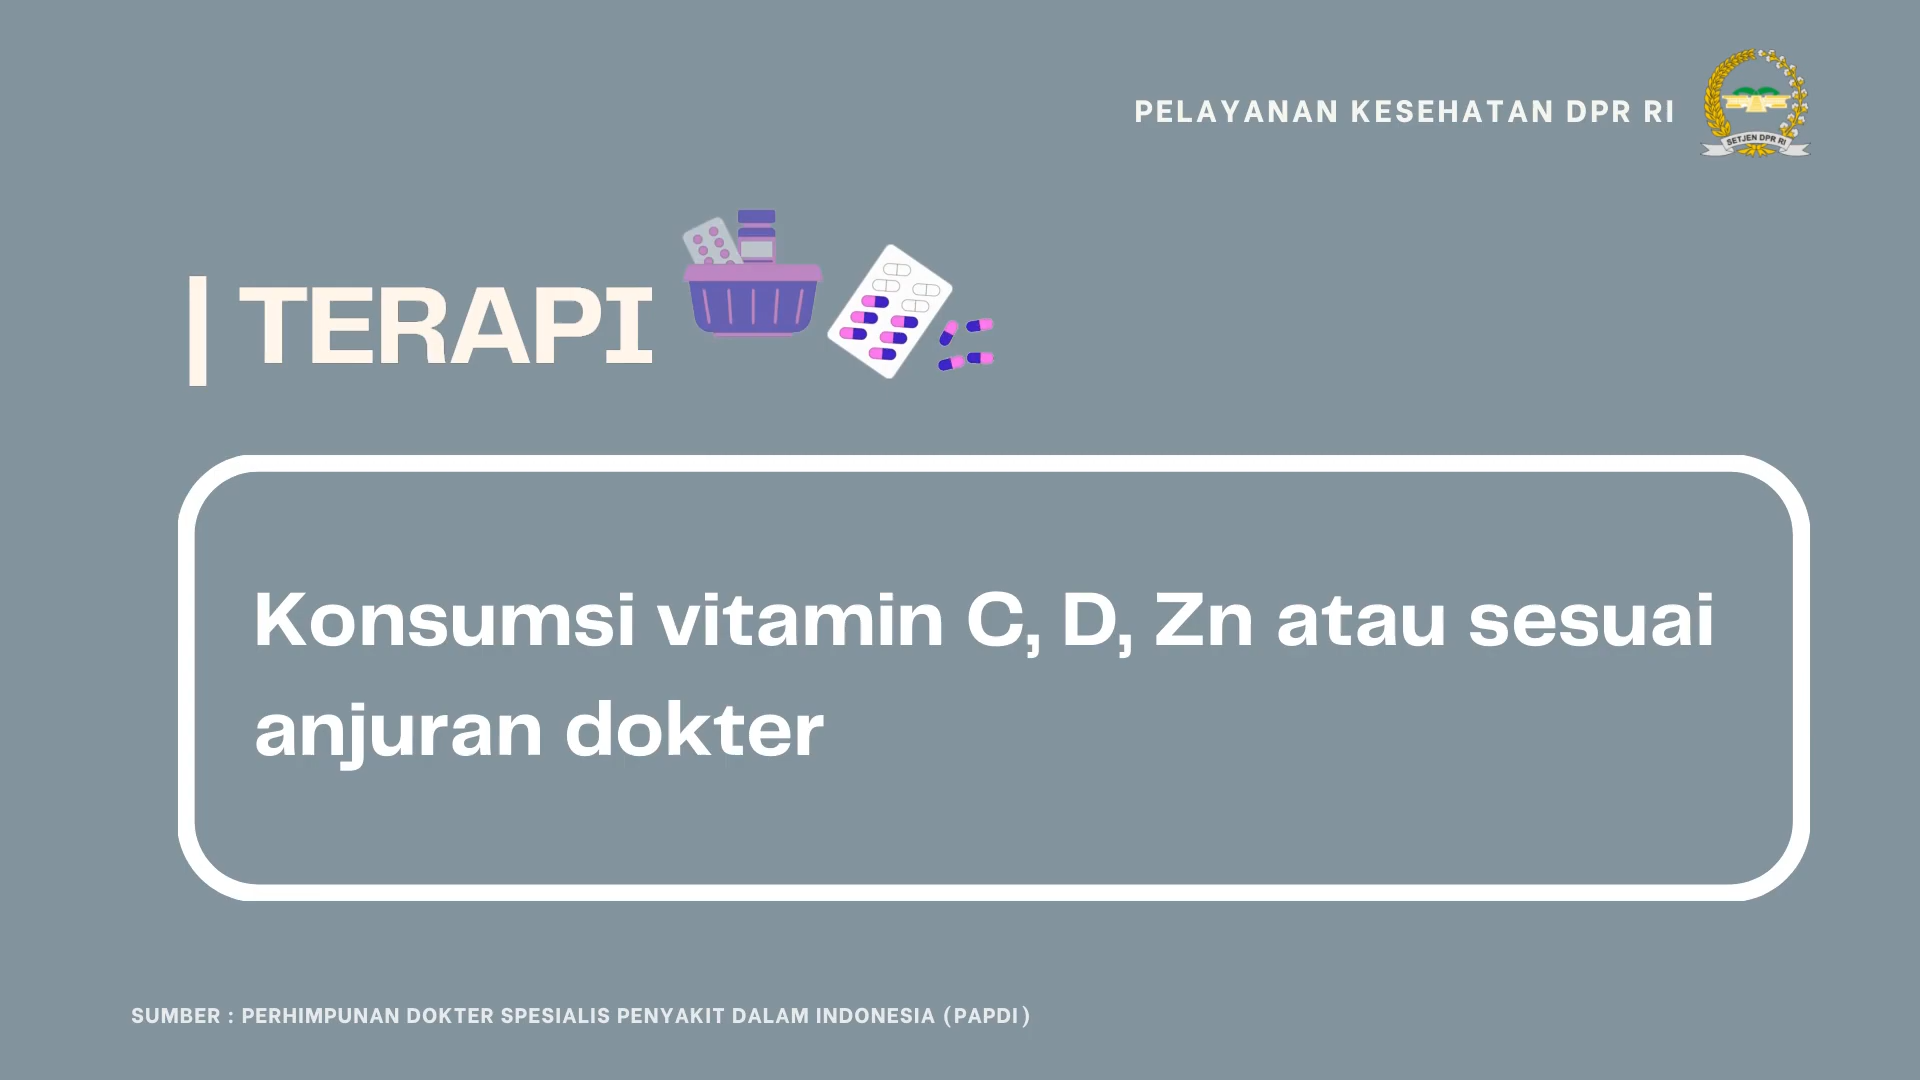 PELAYANAN KESEHATAN DPR RI
SETJEN DPR RI
TERAPI
Konsumsi vitamin C, D, Zn atau sesuai
anjuran dokter
SUMBER : PERHIMPUNAN DOKTER SPESIALIS PENYAKIT DALAM INDONESIA (PAPDI)